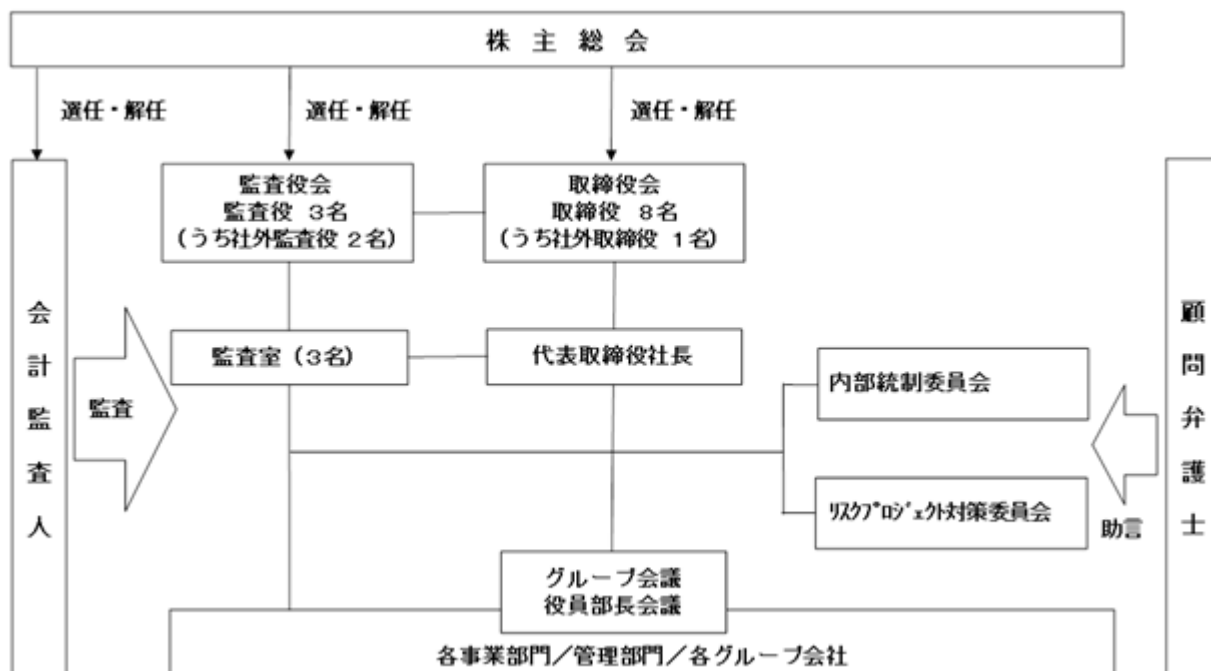 株主総会
選任・解任
選任・解任
選任・解任
監査役会
監査役 3名
(うち社外監査役 2名)
取締役会
取締役 8名
(うち社外取締役 1名)
会計監査人
監査
監査室 (3名)
代表取締役社長
内部統制委員会
リスクプロジェクト対策委員会
助言
顧問弁護士
グループ会議
役員部長会議
各事業部門/管理部門/各グループ会社